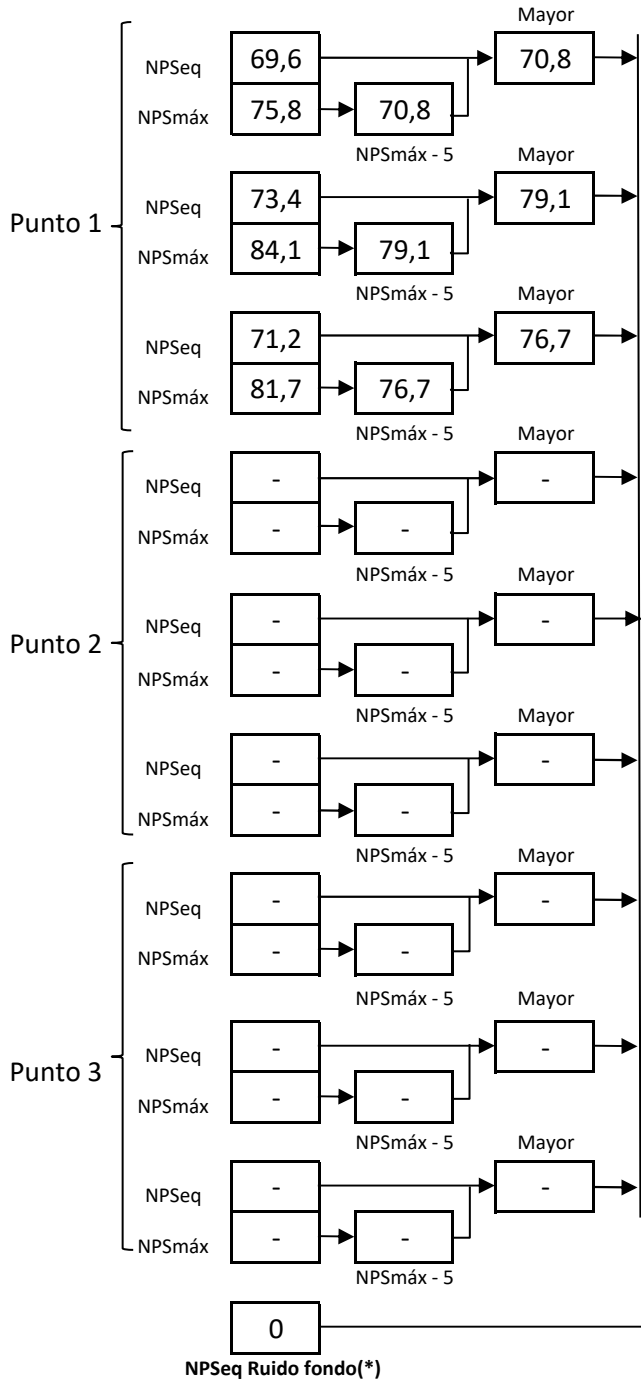 Mayor
NPSeq 69,6 70,8
NPSmáx 75,8 70,8
NPSmáx - 5 Mayor
NPSeq 73,4 79,1
Punto 1
NPSmáx 84,1 79,1
NPSmáx - 5 Mayor
NPSeq 71,2 76,7
NPSmáx 81,7 76,7
NPSmáx - 5 Mayor
NPSeq - -
NPSmáx - -
NPSmáx - 5 Mayor
NPSeq - -
Punto 2
NPSmáx - -
NPSmáx - 5 Mayor
NPSeq - -
NPSmáx - -
NPSmáx - 5 Mayor
NPSeq - -
NPSmáx - -
NPSmáx - 5 Mayor
NPSeq - -
Punto 3
NPSmáx - -
NPSmáx - 5 Mayor
NPSeq - -
NPSmáx - -
NPSmáx - 5
0
NPSeq Ruido fondo(*)